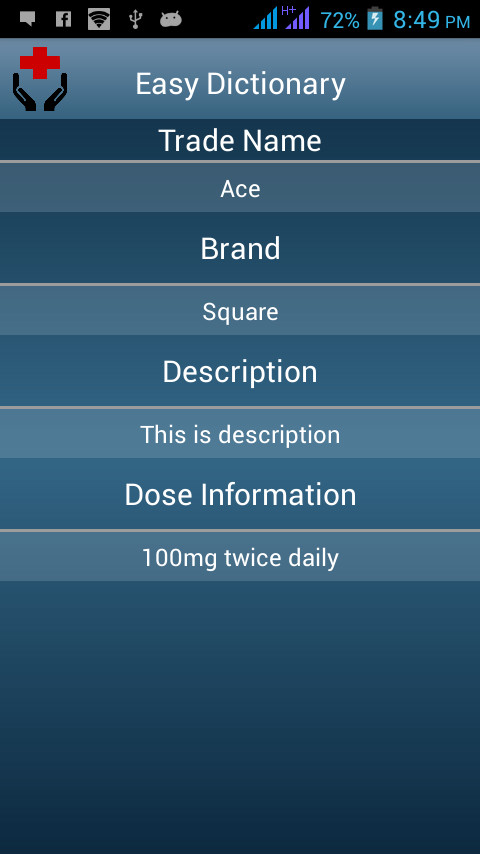 H+ 72% 8:49 PM
Easy Dictionary
Trade Name
Ace
Brand
Square
Description
This is description
Dose Information
100mg twice daily